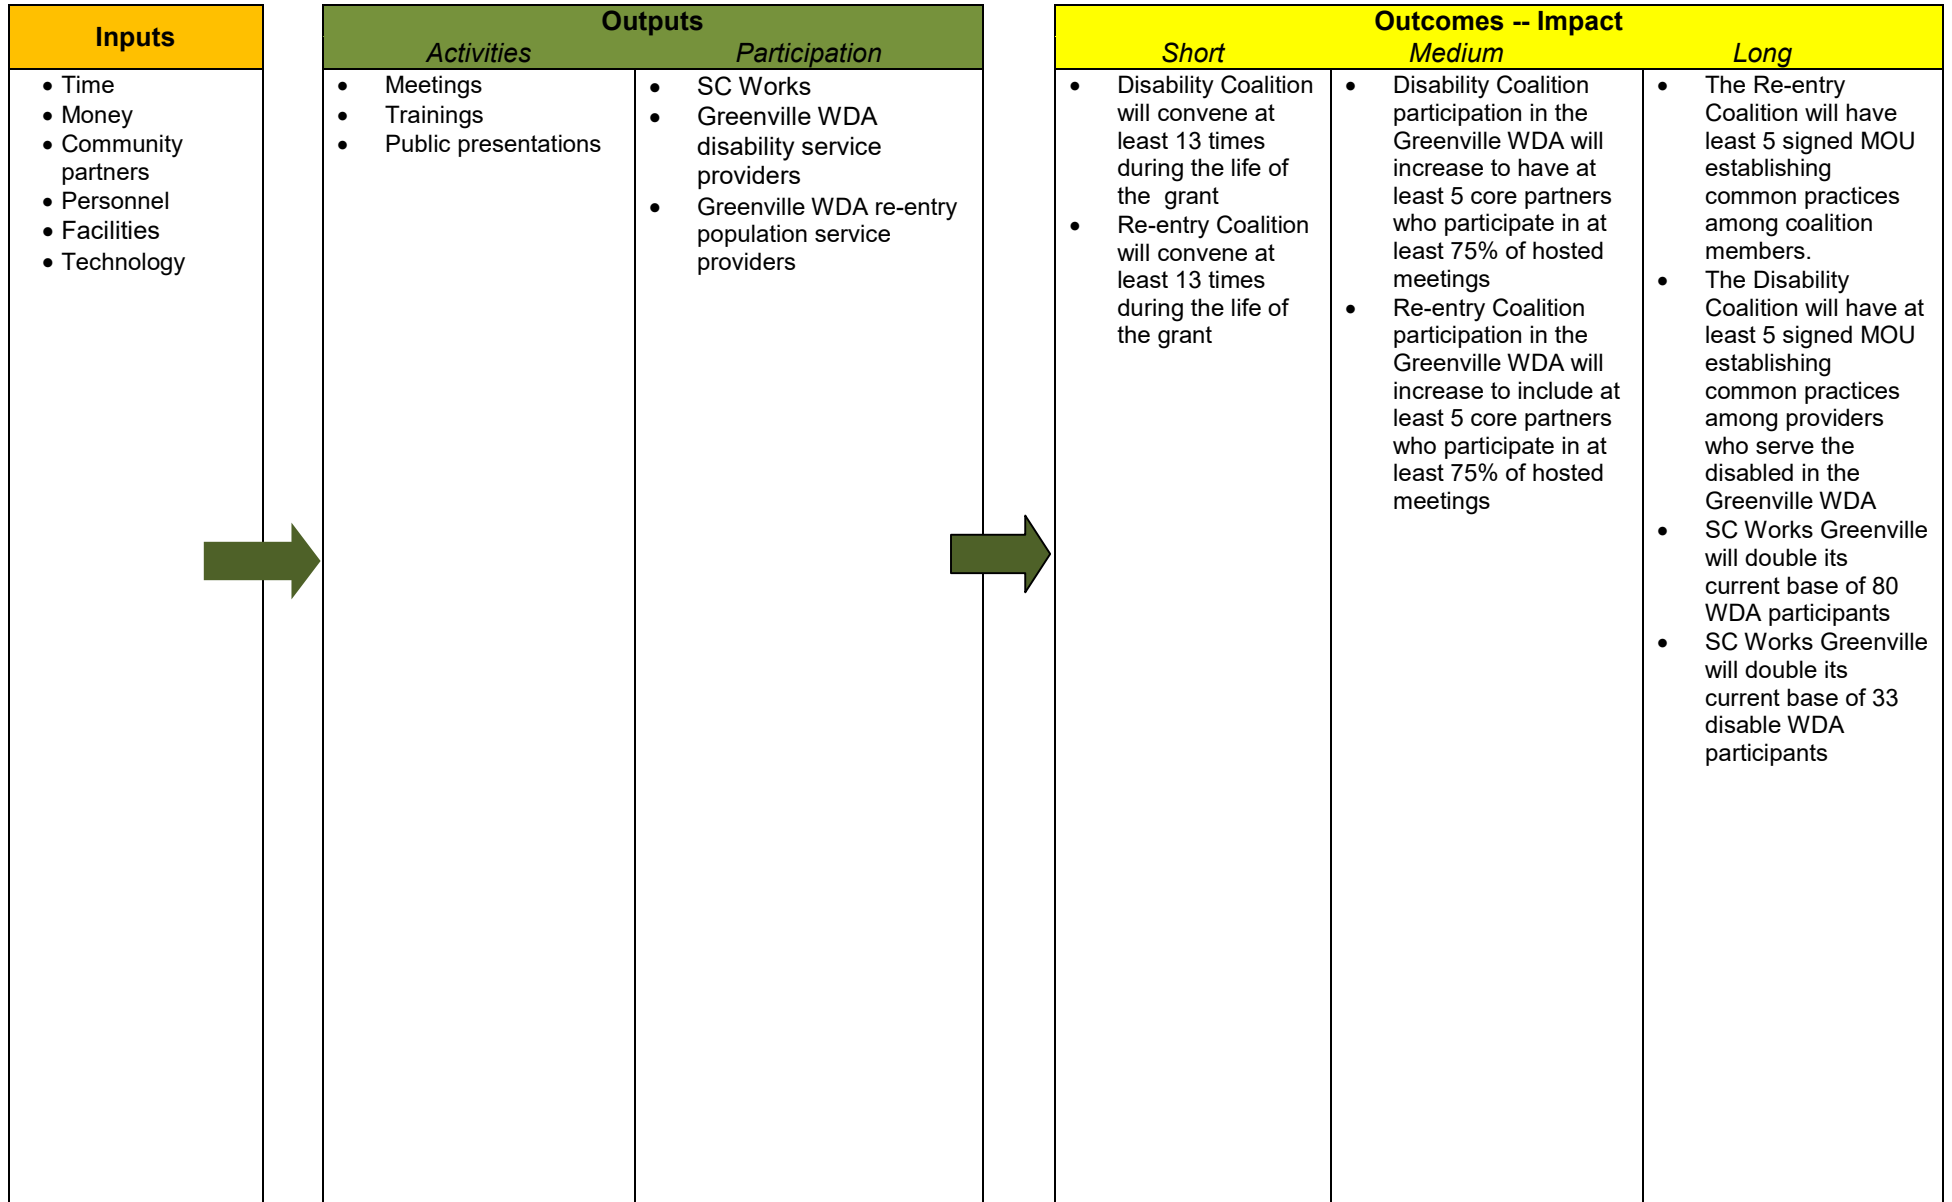 Inputs
• Time
• Money
• Community
partners
• Personnel
• Facilities
• Technology
Outputs
Activities
Participation
• Meetings
• Trainings
• Public presentations
• SC Works
• Greenville WDA
disability service
providers
• Greenville WDA re-entry
population service
providers
Outcomes -- Impact
Short
Medium
Long
• Disability Coalition
will convene at
least 13 times
during the life of
the grant
• Re-entry Coalition
will convene at
least 13 times
during the life of
the grant
• Disability Coalition
participation in the
Greenville WDA will
increase to have at
least 5 core partners
who participate in at
least 75% of hosted
meetings
• Re-entry Coalition
participation in the
Greenville WDA will
increase to include at
least 5 core partners
who participate in at
least 75% of hosted
meetings
• The Re-entry
Coalition will have
least 5 signed MOU
establishing
common practices
among coalition
members.
• The Disability
Coalition will have at
least 5 signed MOU
establishing
common practices
among providers
who serve the
disabled in the
Greenville WDA
• SC Works Greenville
will double its
current base of 80
WDA participants
• SC Works Greenville
will double its
current base of 33
disable WDA
participants